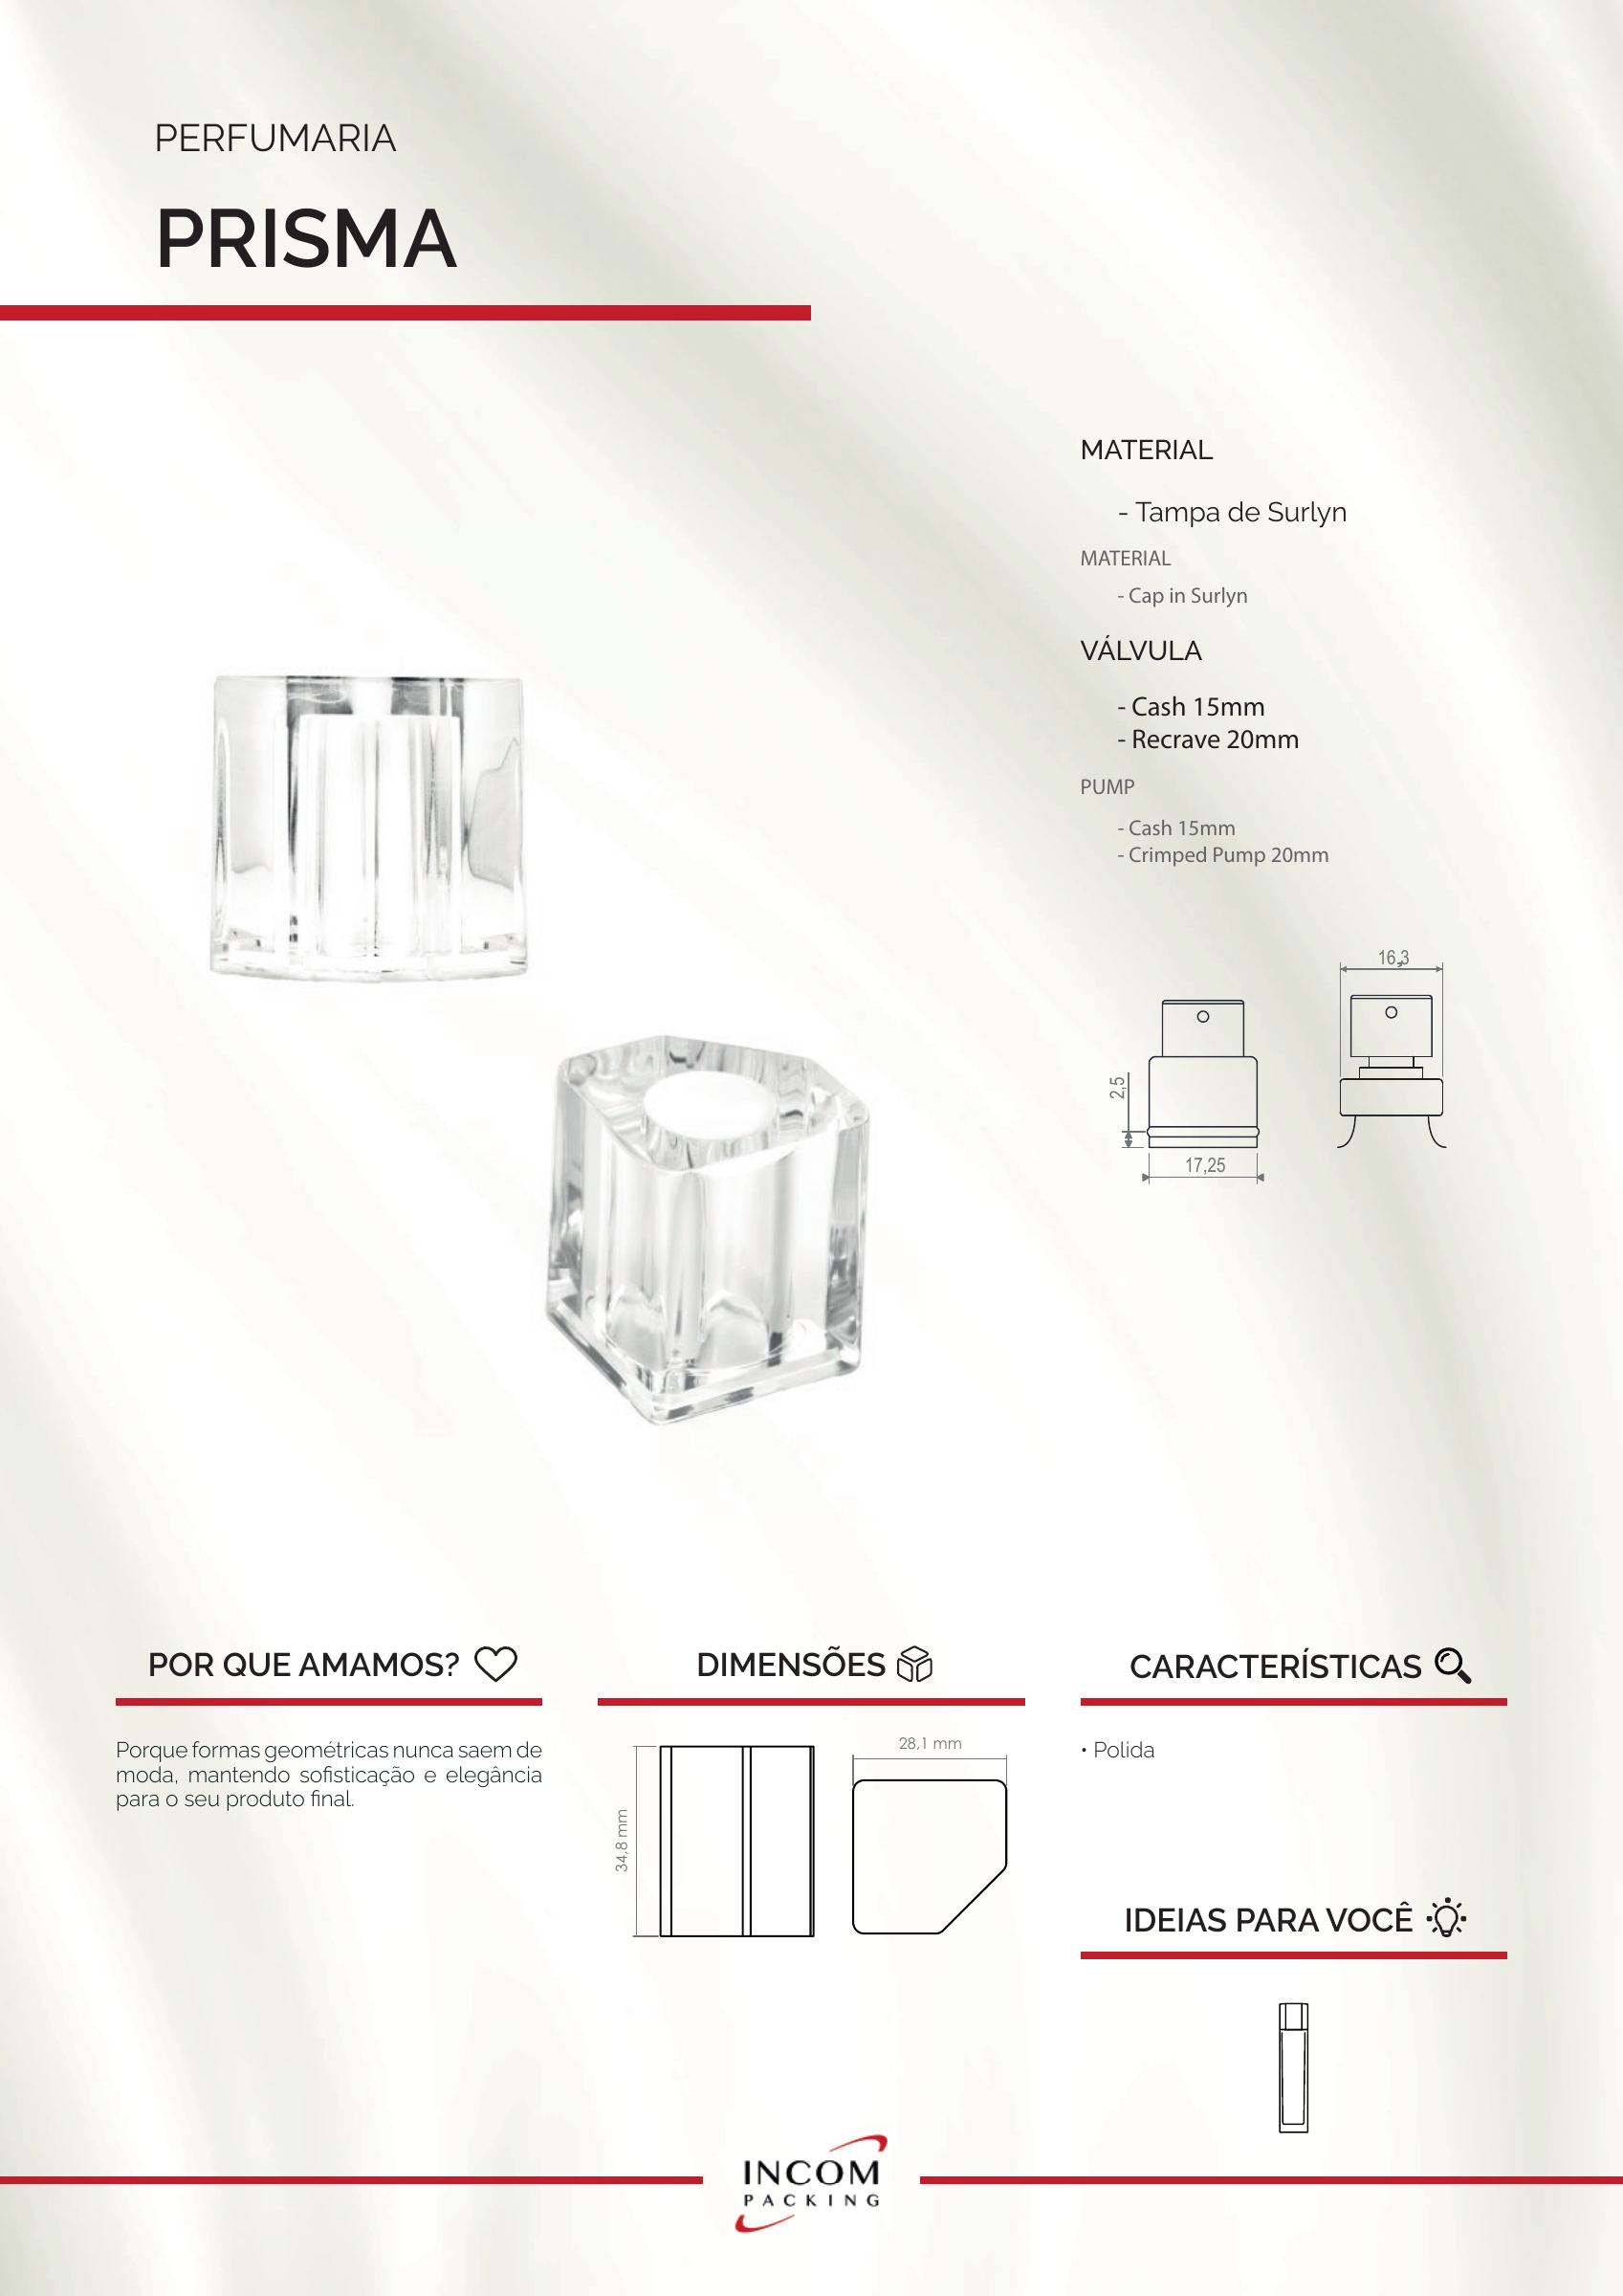 PERFUMARIA
PRISMA
MATERIAL
- Tampa de Surlyn
MATERIAL
- Cap in Surlyn
VÁLVULA
- Cash 15mm
- Recrave 20mm
PUMP
- Cash 15mm
- Crimped Pump 20mm
16,3
2,5
17,25
POR QUE AMAMOS?
Porque formas geométricas nunca saem de
moda, mantendo sofisticação e elegância
para o seu produto final.
DIMENSÕES
28,1 mm
34,8 mm
CARACTERÍSTICAS
• Polida
IDEIAS PARA VOCÊ
INCOM
PACKING